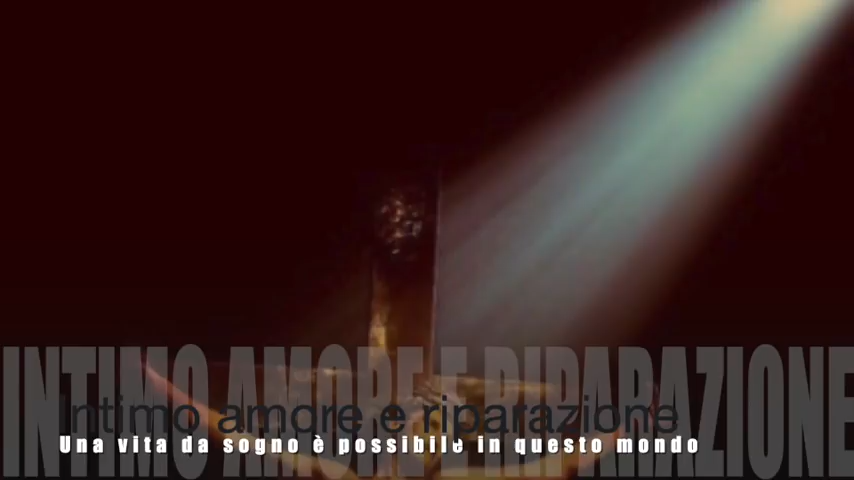 INTIMO AMORE E RIPARAZIONE
Intimo amore e riparazione
Una vita da sogno è possibile in questo mondo